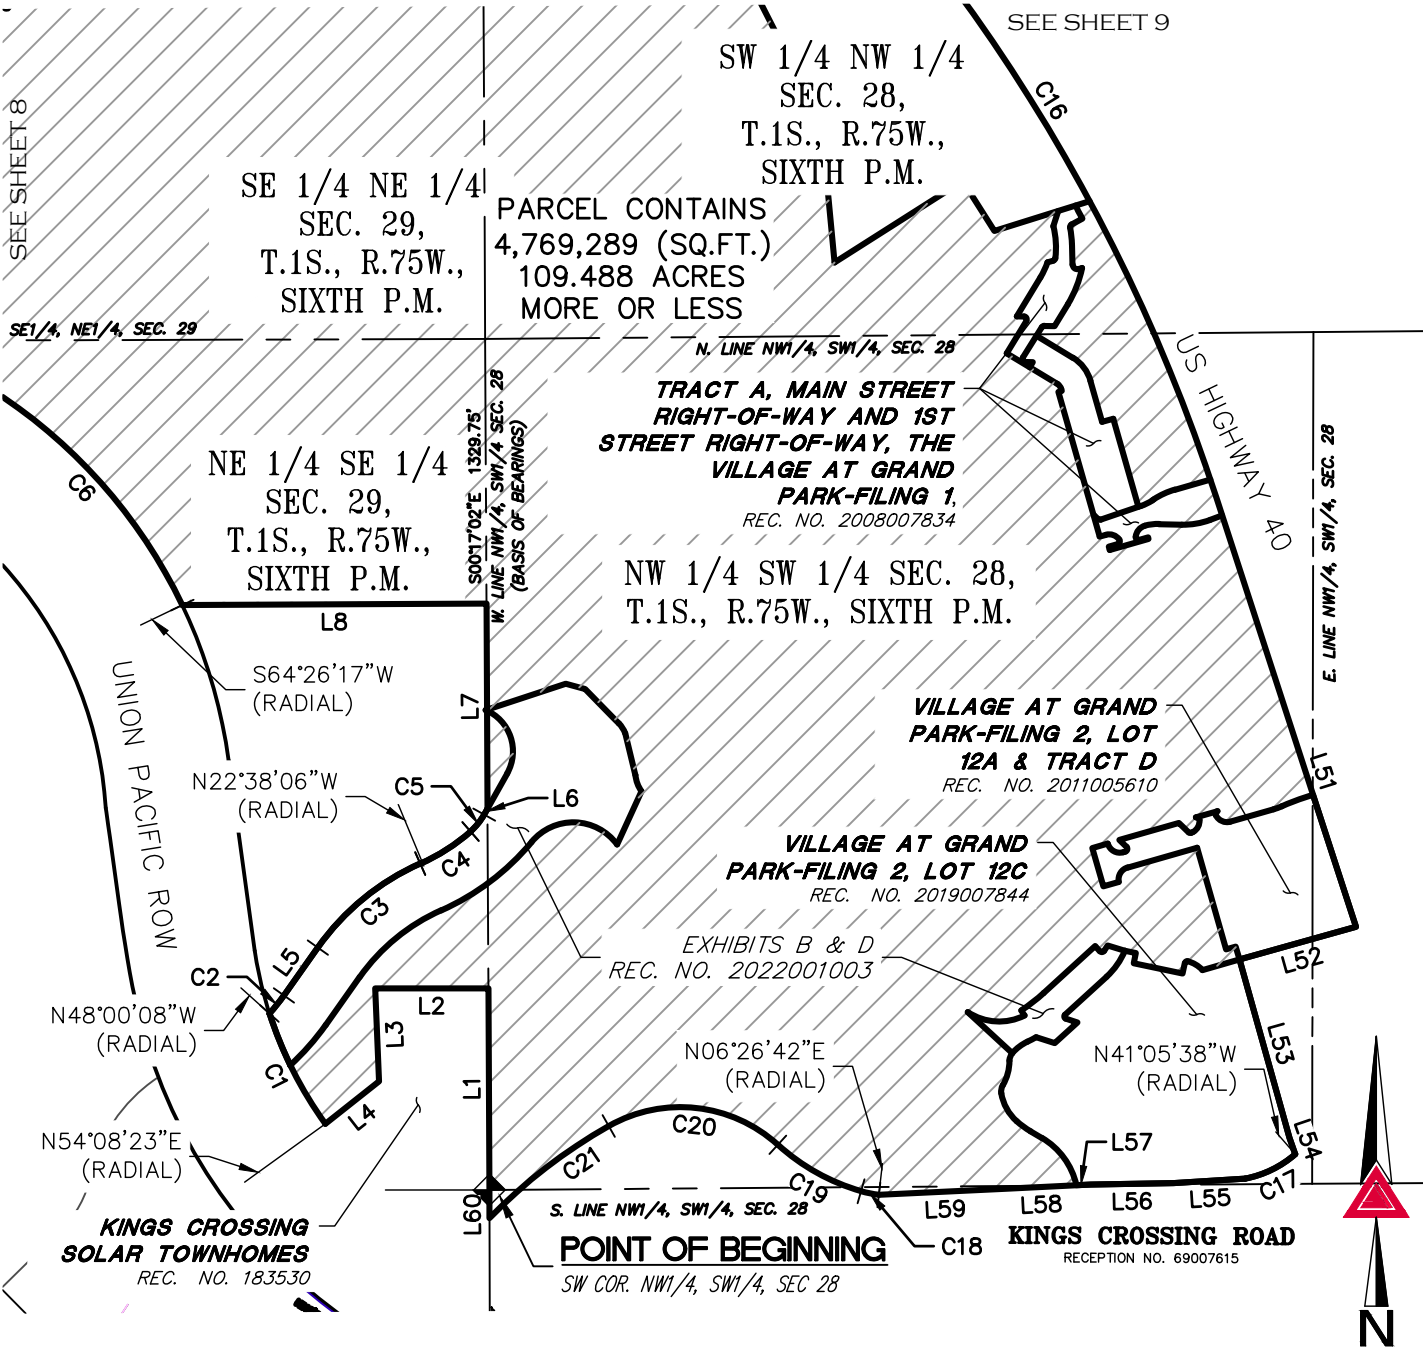 SEE SHEET 9
SEE SHEET 8
C16
SW 1/4 NW 1/4
SEC. 28,
T.1S., R.75W.,
SIXTH P.M.
SE 1/4 NE 1/4
SEC. 29,
T.1S., R.75W.,
SIXTH P.M.
PARCEL CONTAINS
4,769,289 (SQ.FT.)
109.488 ACRES
MORE OR LESS
SE1/4, NE1/4, SEC. 29
N. LINE NW1/4, SW1/4, SEC. 28
US HIGHWAY 40
TRACT A, MAIN STREET
RIGHT-OF-WAY AND 1ST
STREET RIGHT-OF-WAY, THE
VILLAGE AT GRAND
PARK-FILING 1,
REC. NO. 2008007834
S00°17'02"E 1329.75'
W. LINE NW1/4, SW1/4 SEC. 28
(BASIS OF BEARINGS)
E. LINE NW1/4, SW1/4, SEC. 28
C6
NE 1/4 SE 1/4
SEC. 29,
T.1S., R.75W.,
SIXTH P.M.
NW 1/4 SW 1/4 SEC. 28,
T.1S., R.75W., SIXTH P.M.
L8
S64°26'17"W
(RADIAL)
UNION PACIFIC ROW
L7
N22°38'06"W
(RADIAL)
C5
L6
C4
C3
L5
C2
N48°00'08"W
(RADIAL)
C1
VILLAGE AT GRAND
PARK-FILING 2, LOT
12A & TRACT D
REC. NO. 2011005610
L51
VILLAGE AT GRAND
PARK-FILING 2, LOT 12C
REC. NO. 2019007844
EXHIBITS B & D
REC. NO. 2022001003
L52
L2
L3
L1
L4
N54°08'23"E
(RADIAL)
N06°26'42"E
(RADIAL)
N41°05'38"W
(RADIAL)
L53
L54
C20
C21
C19
L57
C17
L60
S. LINE NW1/4, SW1/4, SEC. 28
L59
L58
L56
L55
C18
KINGS CROSSING
SOLAR TOWNHOMES
REC. NO. 183530
POINT OF BEGINNING
SW COR. NW1/4, SW1/4, SEC 28
KINGS CROSSING ROAD
RECEPTION NO. 69007615
N